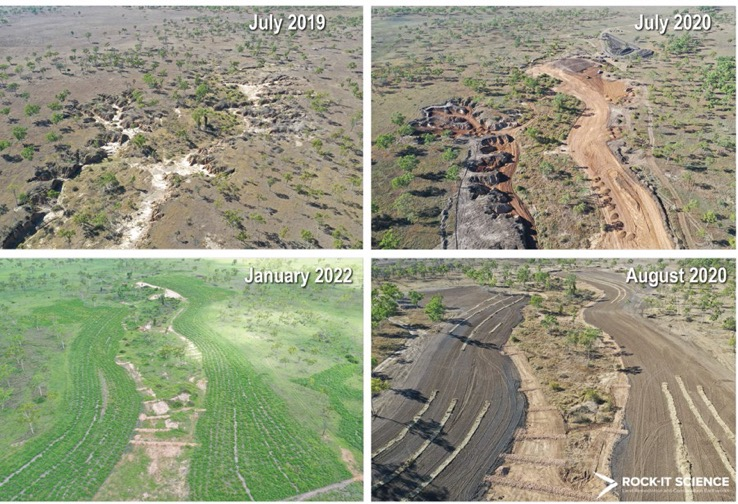 July 2019
July 2020
January 2022
August 2020
ROCK-IT SCIENCE